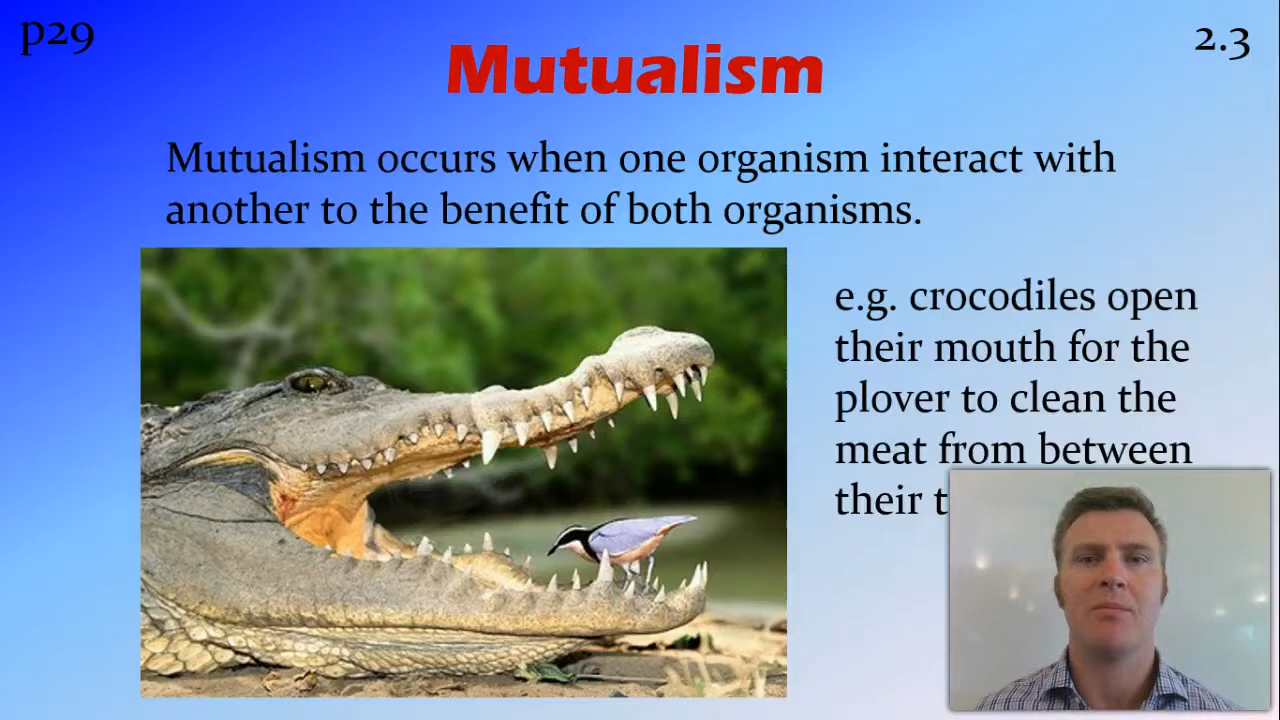 p29
2.3
Mutualism
Mutualism occurs when one organism interact with
another to the benefit of both organisms.
e.g. crocodiles open
their mouth for the
plover to clean the
meat from between
their